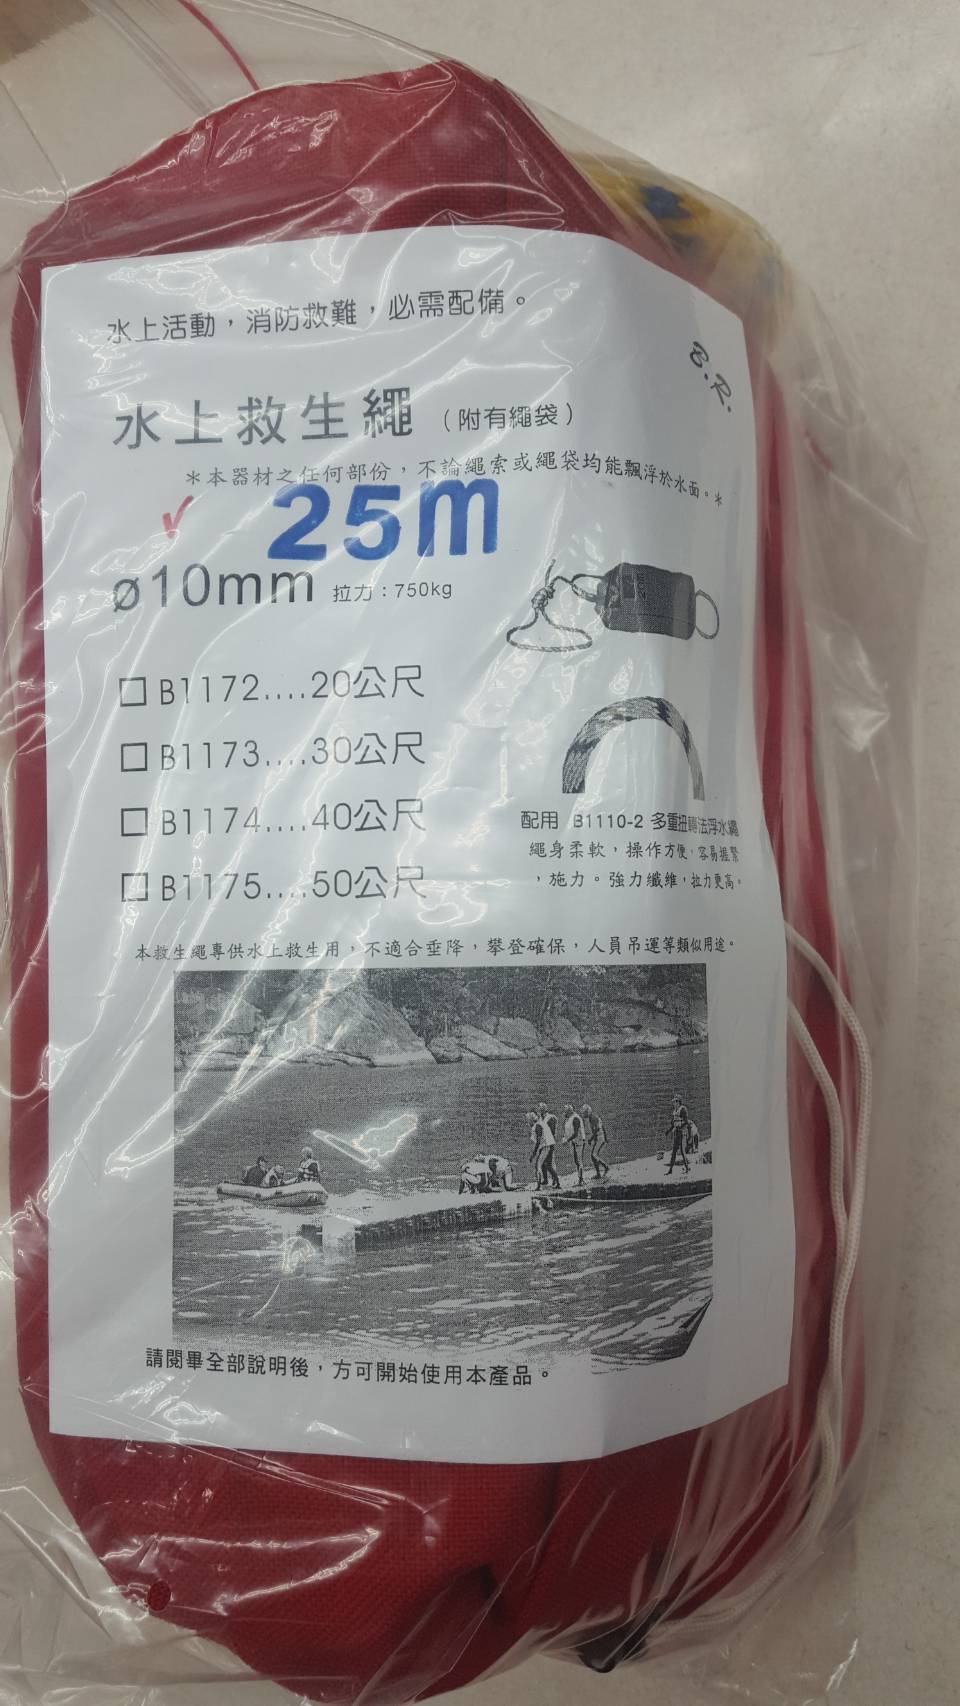 水上活動，消防救難，必需配備。
B.R.
水上救生繩（附有繩袋）
＊本器材之任何部份，不論繩索或繩袋均能飄浮於水面。＊
25m
ø10mm 拉力：750kg
□B1172....20公尺
□B1173....30公尺
□B1174....40公尺
□B1175....50公尺
配用 B1110-2 多重扭轉法浮水繩
繩身柔軟，操作方便，容易握緊
，施力。強力纖維，拉力更高。
本救生繩專供水上救生用，不適合垂降，攀登確保，人員吊運等類似用途。
請閱畢全部說明後，方可開始使用本產品。